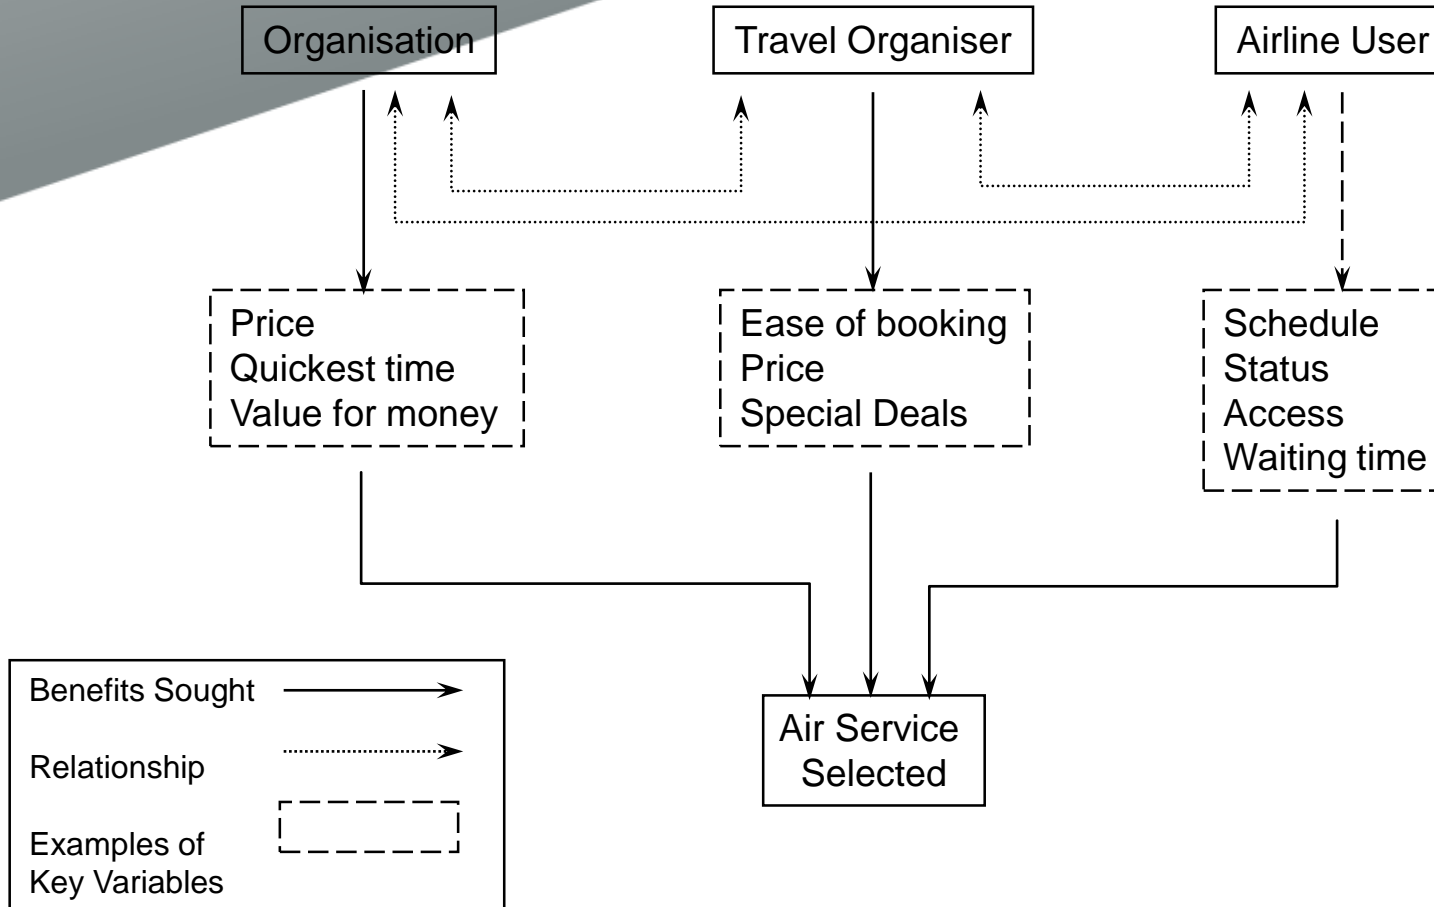 Organisation
Travel Organiser
Airline User
Price
Quickest time
Value for money
Ease of booking
Price
Special Deals
Schedule
Status
Access
Waiting time
Air Service
Selected
Benefits Sought
Relationship
Examples of
Key Variables